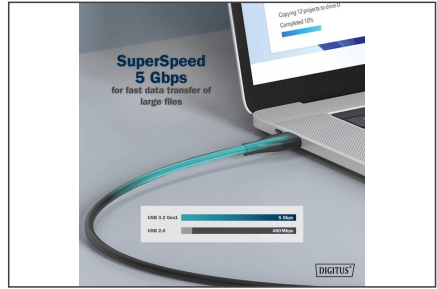 Copying 12 projects to drive D
Completed 10%
SuperSpeed
5 Gbps
for fast data transfer of
large files
USB 3.2 Gen1
5 Gbps
USB 2.0
480 Mbps
DIGITUS®